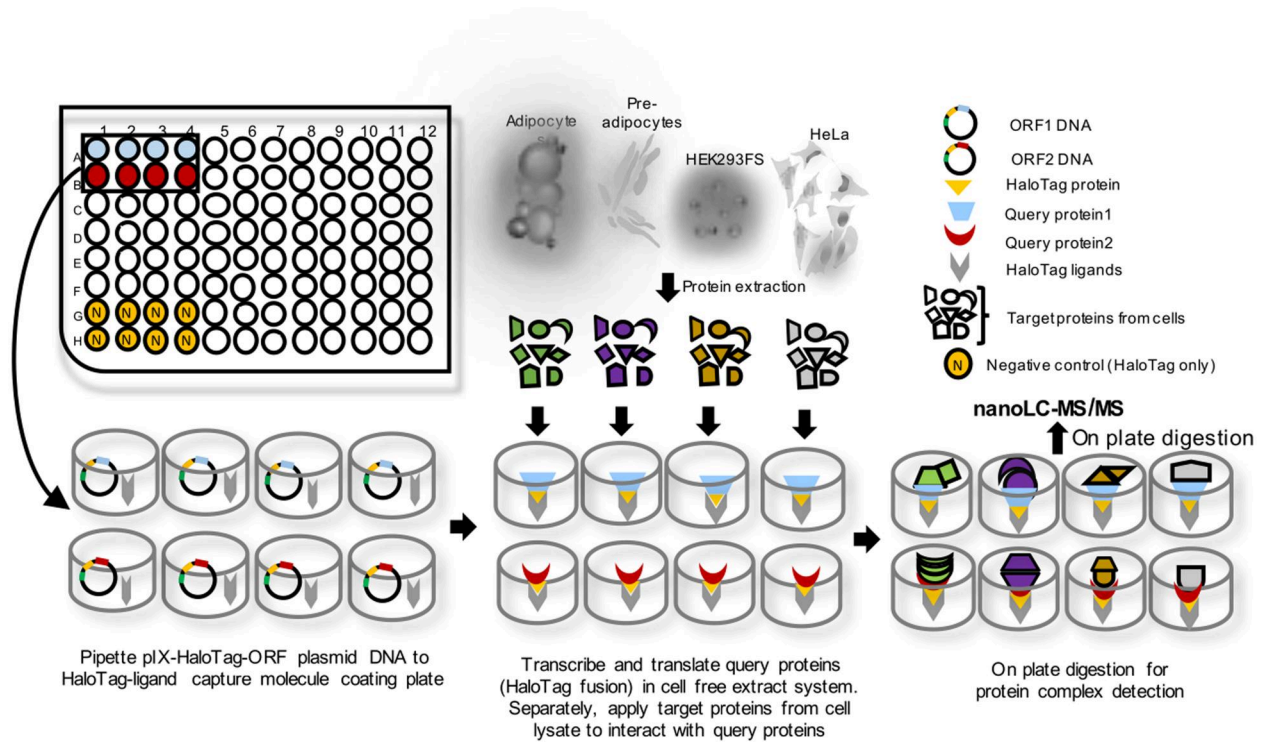 1 2 3 4 5 6 7 8 9 10 11 12
A
B
C
D
E
F
G N N N N
H N N N N
Adipocyte
s
Pre-
adipocytes
HEK293FS
HeLa
Protein extraction
ORF1 DNA
ORF2 DNA
HaloTag protein
Query protein1
Query protein2
HaloTag ligands
Target proteins from cells
N Negative control (HaloTag only)
nanoLC-MS/MS
On plate digestion
Pipette pIX-HaloTag-ORF plasmid DNA to
HaloTag-ligand capture molecule coating plate
Transcribe and translate query proteins
(HaloTag fusion) in cell free extract system.
Separately, apply target proteins from cell
lysate to interact with query proteins
On plate digestion for
protein complex detection